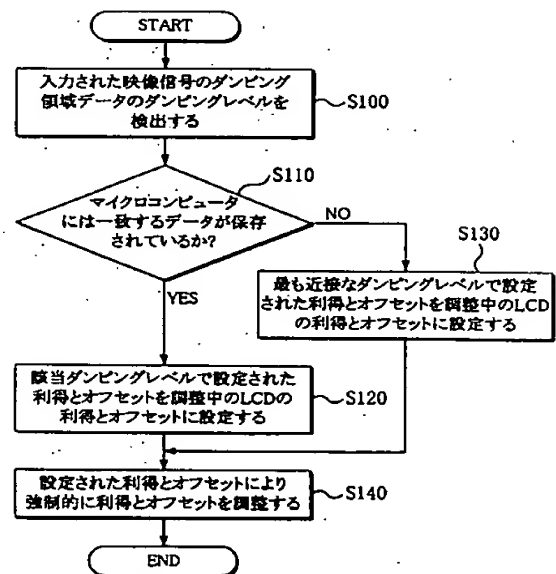 START
入力された映像信号のダンピング
領域データのダンピングレベルを
検出する
S100
S110
マイクロコンピュータ
には一致するデータが保存
されているか?
NO
S130
最も近接なダンピングレベルで設定
された利得とオフセットを調整中のLCD
の利得とオフセットに設定する
YES
該当ダンピングレベルで設定された
利得とオフセットを調整中のLCDの
利得とオフセットに設定する
S120
設定された利得とオフセットにより
強制的に利得とオフセットを調整する
S140
END